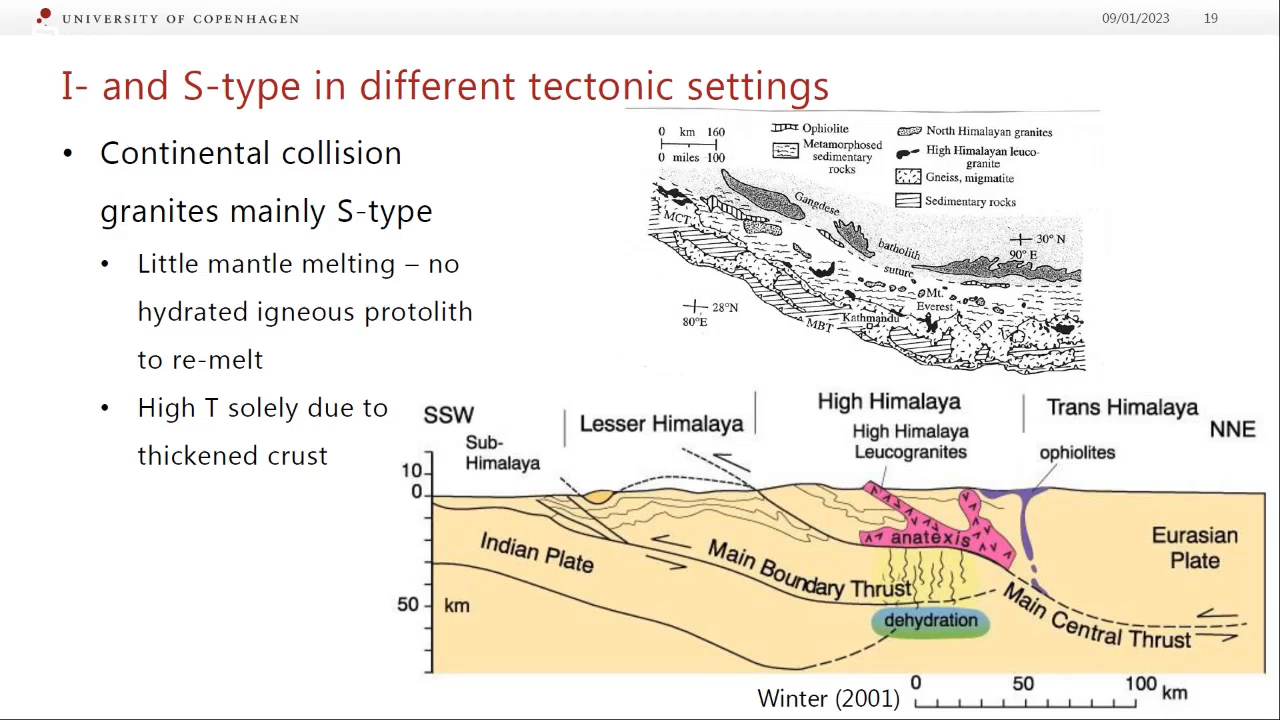 UNIVERSITY OF COPENHAGEN
09/01/2023 19
I- and S-type in different tectonic settings
• Continental collision
granites mainly S-type
• Little mantle melting – no
hydrated igneous protolith
to re-melt
• High T solely due to
thickened crust
0 km 160
0 miles 100
Ophiolite
Metamorphosed
sedimentary
rocks
North Himalayan granites
High Himalayan leuco-
granite
Gneiss, migmatite
Sedimentary rocks
MCT
Gangdese
batholith
suture
30° N
90° E
Mt.
Everest
28°N
80°E
MBT
Kathmandu
STD
SSW
Sub-
Himalaya
Lesser Himalaya
High Himalaya
High Himalaya
Leucogranites
Trans Himalaya
NNE
ophiolites
10
0
50
km
Indian Plate
Main Boundary Thrust
anatexis
dehydration
Main Central Thrust
Eurasian
Plate
Winter (2001)
0 50 100 km